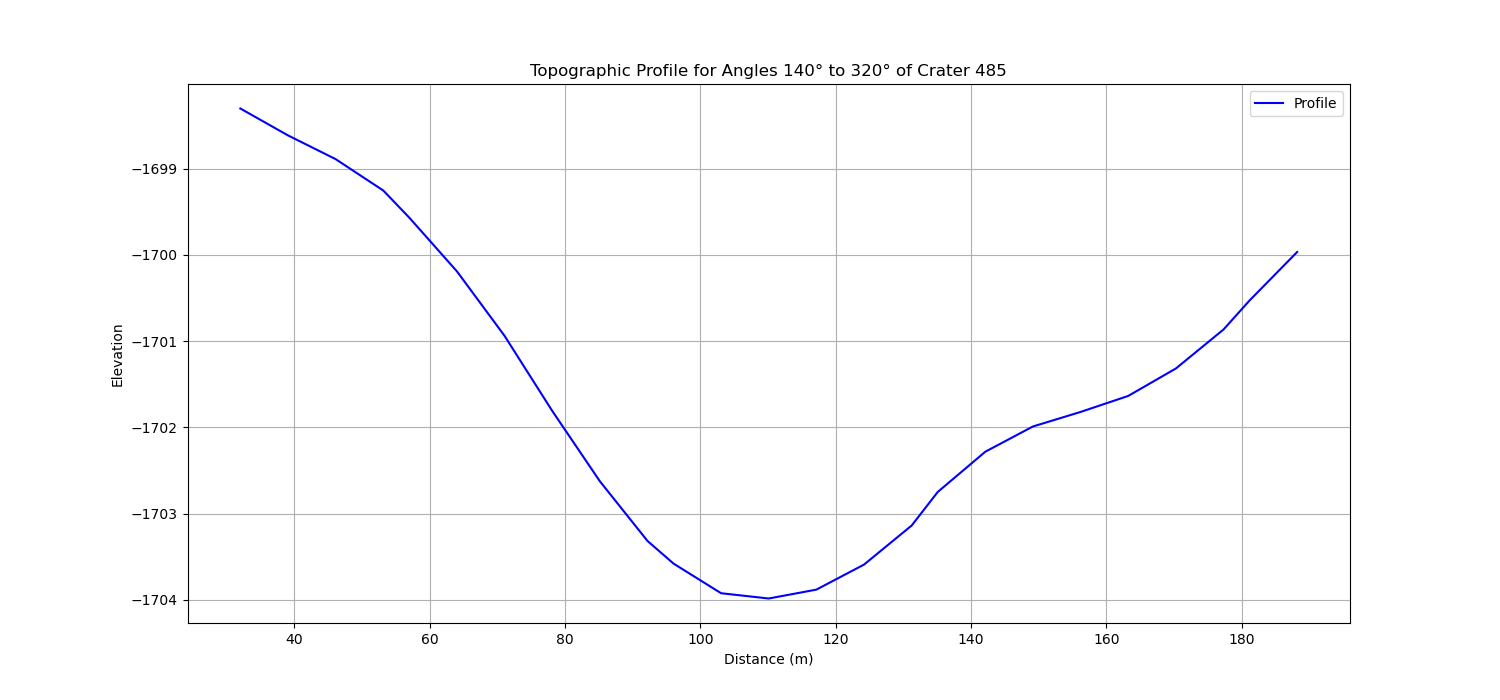 Topographic Profile for Angles 140° to 320° of Crater 485
Profile
−1699
−1700
−1701
−1702
−1703
−1704
Elevation
40 60 80 100 120 140 160 180
Distance (m)